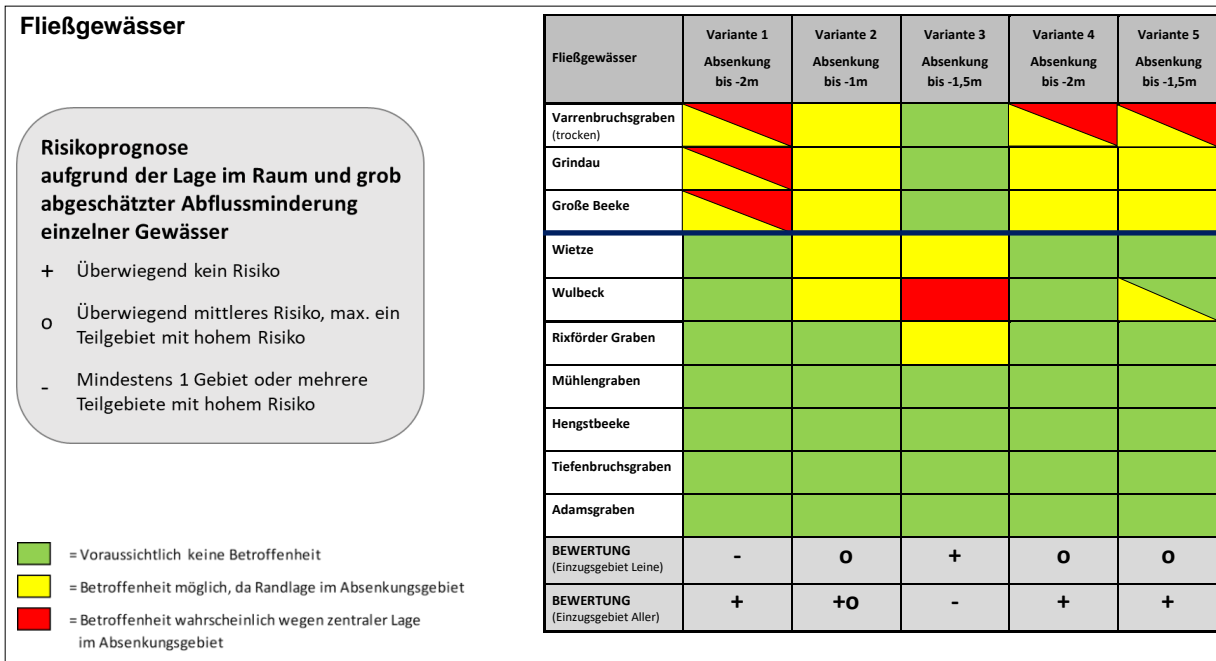 Fließgewässer
Risikoprognose
aufgrund der Lage im Raum und grob
abgeschätzter Abflussminderung
einzelner Gewässer
+ Überwiegend kein Risiko
o Überwiegend mittleres Risiko, max. ein
Teilgebiet mit hohem Risiko
- Mindestens 1 Gebiet oder mehrere
Teilgebiete mit hohem Risiko
= Voraussichtlich keine Betroffenheit
= Betroffenheit möglich, da Randlage im Absenkungsgebiet
= Betroffenheit wahrscheinlich wegen zentraler Lage
im Absenkungsgebiet
Fließgewässer
Variante 1 Variante 2 Variante 3 Variante 4 Variante 5
Absenkung Absenkung Absenkung Absenkung Absenkung
bis -2m bis -1m bis -1,5m bis -2m bis -1,5m
Varrenbruchsgraben
(trocken)
Grindau
Große Beeke
Wietze
Wulbeck
Rixförder Graben
Mühlengraben
Hengstbeeke
Tiefenbruchsgraben
Adamsgraben
BEWERTUNG - o + o o
(Einzugsgebiet Leine)
BEWERTUNG + +o - + +
(Einzugsgebiet Aller)